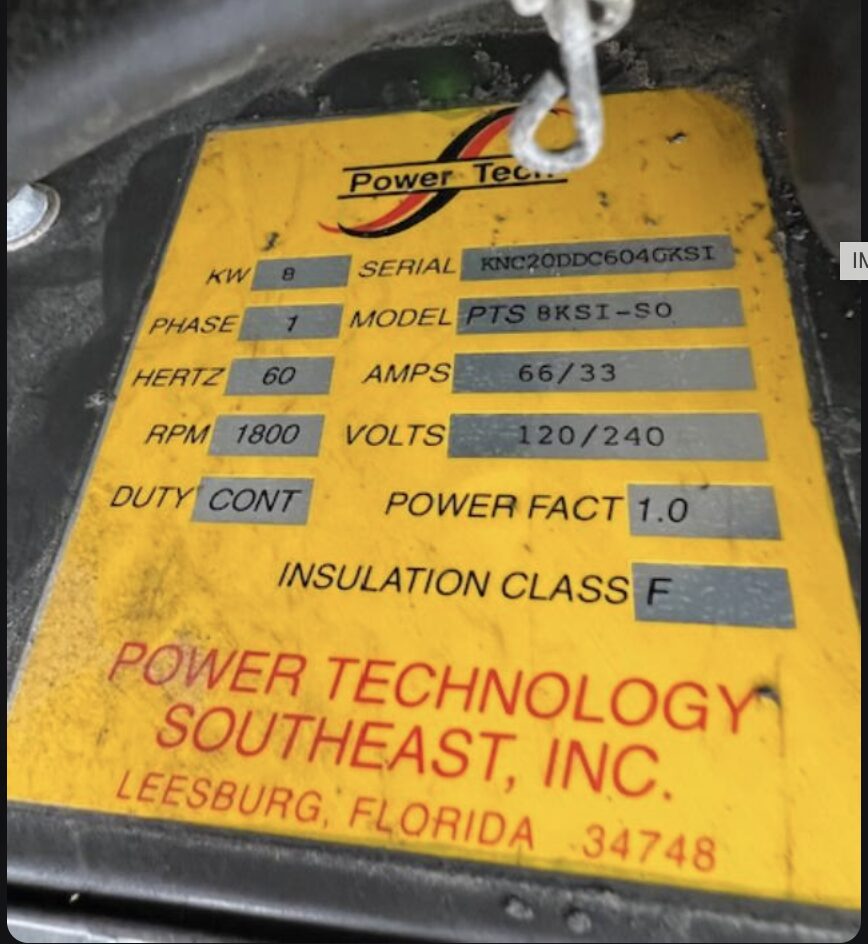 Power Tech
KW 8 SERIAL KNC20DDC604GKSI
PHASE 1 MODEL PTS 8KSI-SO
HERTZ 60 AMPS 66/33
RPM 1800 VOLTS 120/240
DUTY CONT POWER FACT 1.0
INSULATION CLASS F
POWER TECHNOLOGY
SOUTHEAST, INC.
LEESBURG, FLORIDA 34748
IM